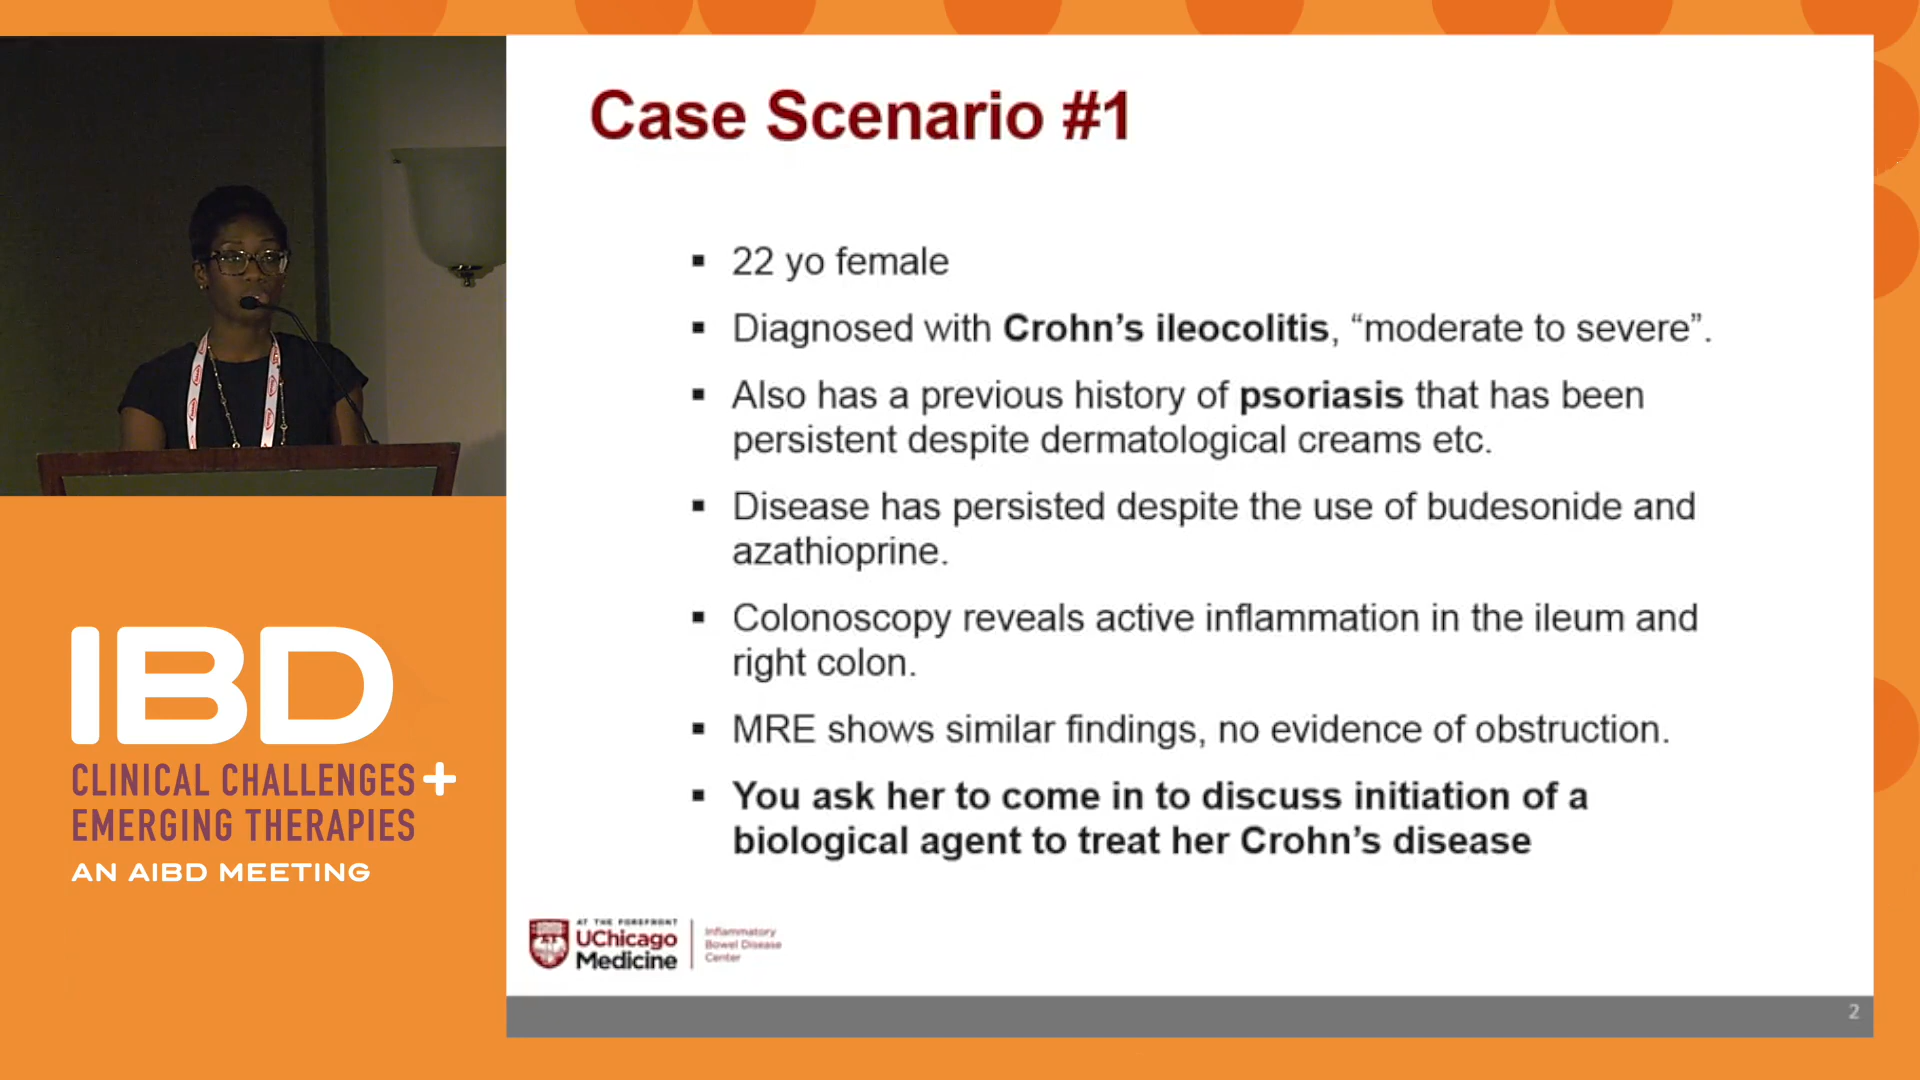 Case Scenario #1
▪ 22 yo female
▪ Diagnosed with Crohn’s ileocolitis, “moderate to severe”.
▪ Also has a previous history of psoriasis that has been
persistent despite dermatological creams etc.
▪ Disease has persisted despite the use of budesonide and
azathioprine.
▪ Colonoscopy reveals active inflammation in the ileum and
right colon.
▪ MRE shows similar findings, no evidence of obstruction.
▪ You ask her to come in to discuss initiation of a
biological agent to treat her Crohn’s disease
AT THE FOREFRONT
UChicago
Medicine
Inflammatory
Bowel Disease
Center
2
IBD
CLINICAL CHALLENGES +
EMERGING THERAPIES
AN AIBD MEETING